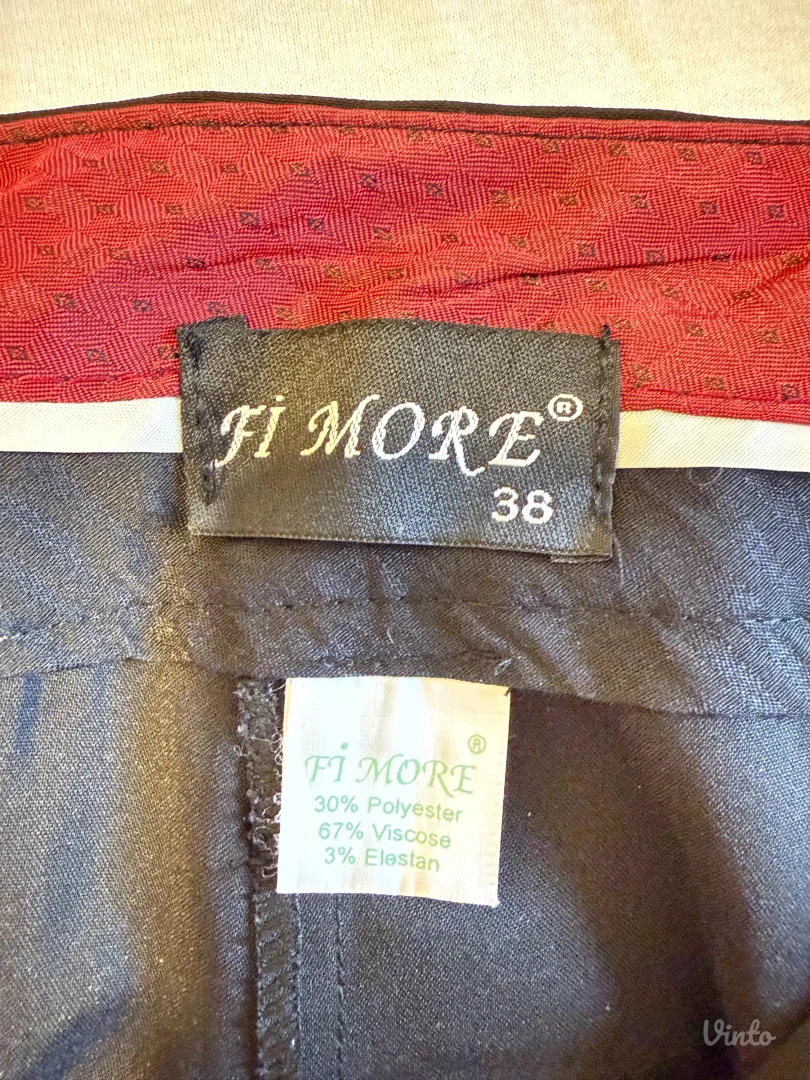 Fİ MORE®
38
Fİ MORE®
30% Polyester
67% Viscose
3% Elestan
Vinto